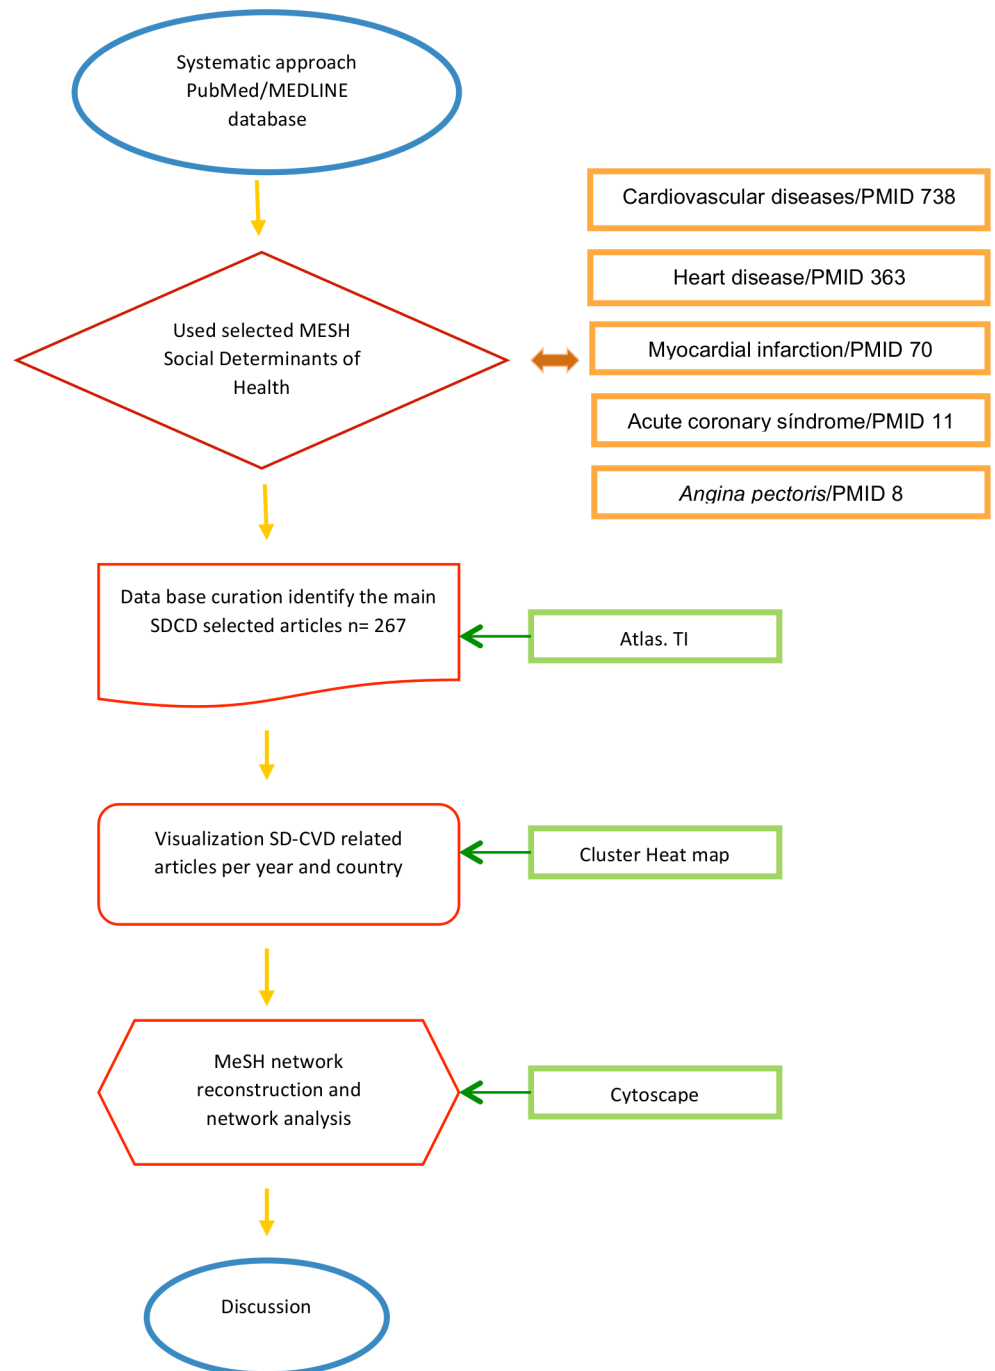 Systematic approach
PubMed/MEDLINE
database
Cardiovascular diseases/PMID 738
Heart disease/PMID 363
Used selected MESH
Social Determinants of
Health
Myocardial infarction/PMID 70
Acute coronary síndrome/PMID 11
Angina pectoris/PMID 8
Data base curation identify the main
SDCD selected articles n= 267
Atlas. TI
Visualization SD-CVD related
articles per year and country
Cluster Heat map
MeSH network
reconstruction and
network analysis
Cytoscape
Discussion